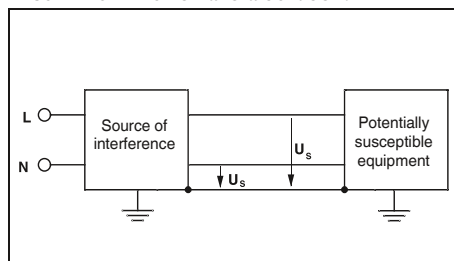 L
N
Source of
interference
Potentially
susceptible
equipment
Us
Us